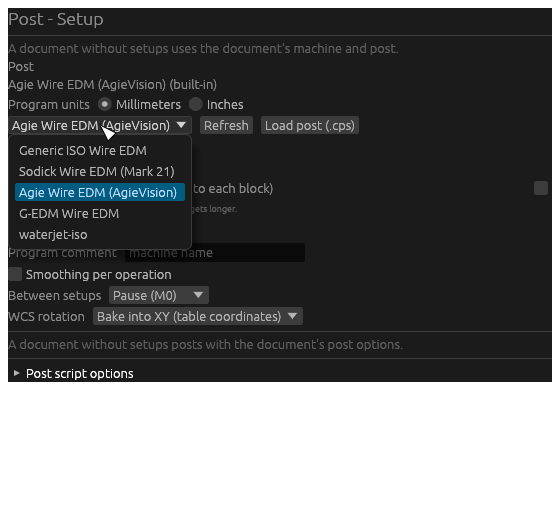 Post - Setup
A document without setups uses the document's machine and post.
Post
Agie Wire EDM (AgieVision) (built-in)
Program units Millimeters Inches
Agie Wire EDM (AgieVision) Refresh Load post (.cps)
Generic ISO Wire EDM
Sodick Wire EDM (Mark 21)
Agie Wire EDM (AgieVision) to each block)
gets longer.
G-EDM Wire EDM
waterjet-iso
Program comment machine name
Smoothing per operation
Between setups Pause (M0)
WCS rotation Bake into XY (table coordinates)
A document without setups posts with the document's post options.
Post script options